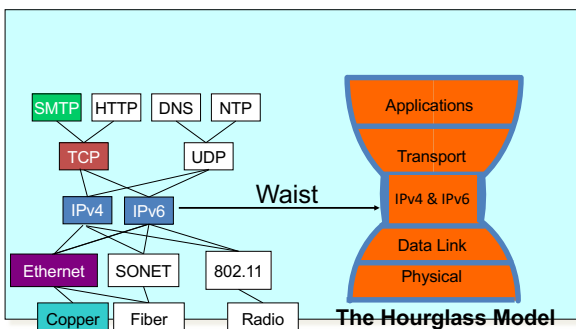 SMTP HTTP DNS NTP
Applications
TCP UDP
Transport
Waist
IPv4 IPv6
IPv4 & IPv6
Data Link
Ethernet SONET 802.11
Physical
Copper Fiber Radio
The Hourglass Model